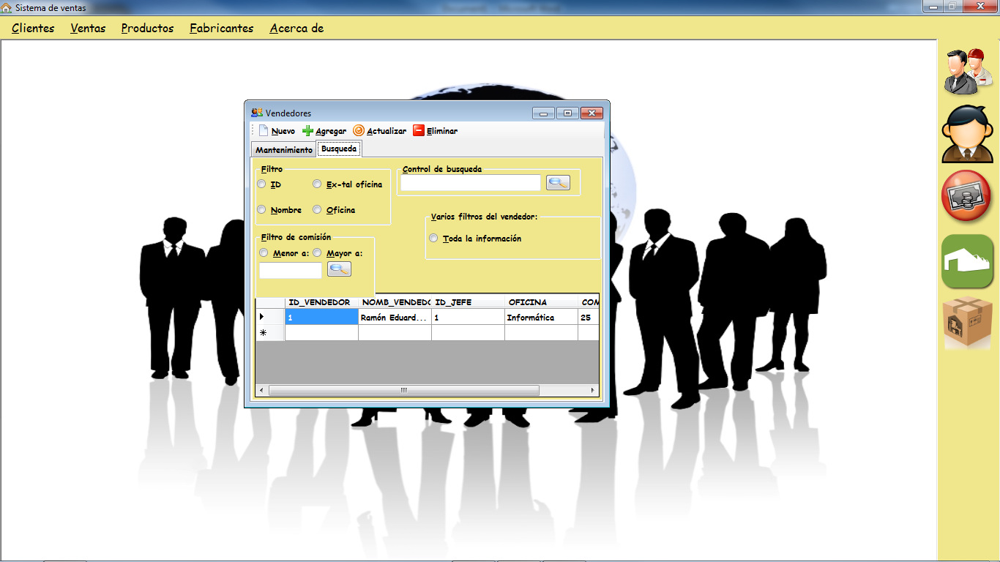 Sistema de ventas
Clientes Ventas Productos Fabricantes Acerca de
Vendedores
Nuevo Agregar Actualizar Eliminar
Mantenimiento Busqueda
Filtro
ID Ex-tal oficina
Nombre Oficina
Control de busqueda
Varios filtros del vendedor:
Toda la información
Filtro de comisión
Menor a: Mayor a:
ID_VENDEDOR NOMB_VENDEDO ID_JEFE OFICINA COM
1 Ramón Eduard... 1 Informática 25